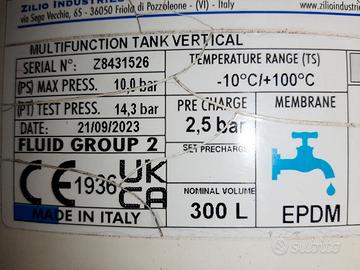 ZILIO INDUSTRIES
via Sega Vecchia, 65 - 36050 Friola di Pozzoleone - (VI) - Italy
www.zilioindustries
MULTIFUNCTION TANK VERTICAL
SERIAL N°: Z8431526
TEMPERATURE RANGE (TS)
(PS) MAX PRESS. 10,0 bar
-10°C/+100°C
(PT) TEST PRESS. 14,3 bar
PRE CHARGE
MEMBRANE
DATE: 21/09/2023
2,5 bar
FLUID GROUP 2
SET PRECHARGE
CE 1936 UK CA
NOMINAL VOLUME
MADE IN ITALY
300 L
EPDM
Subito